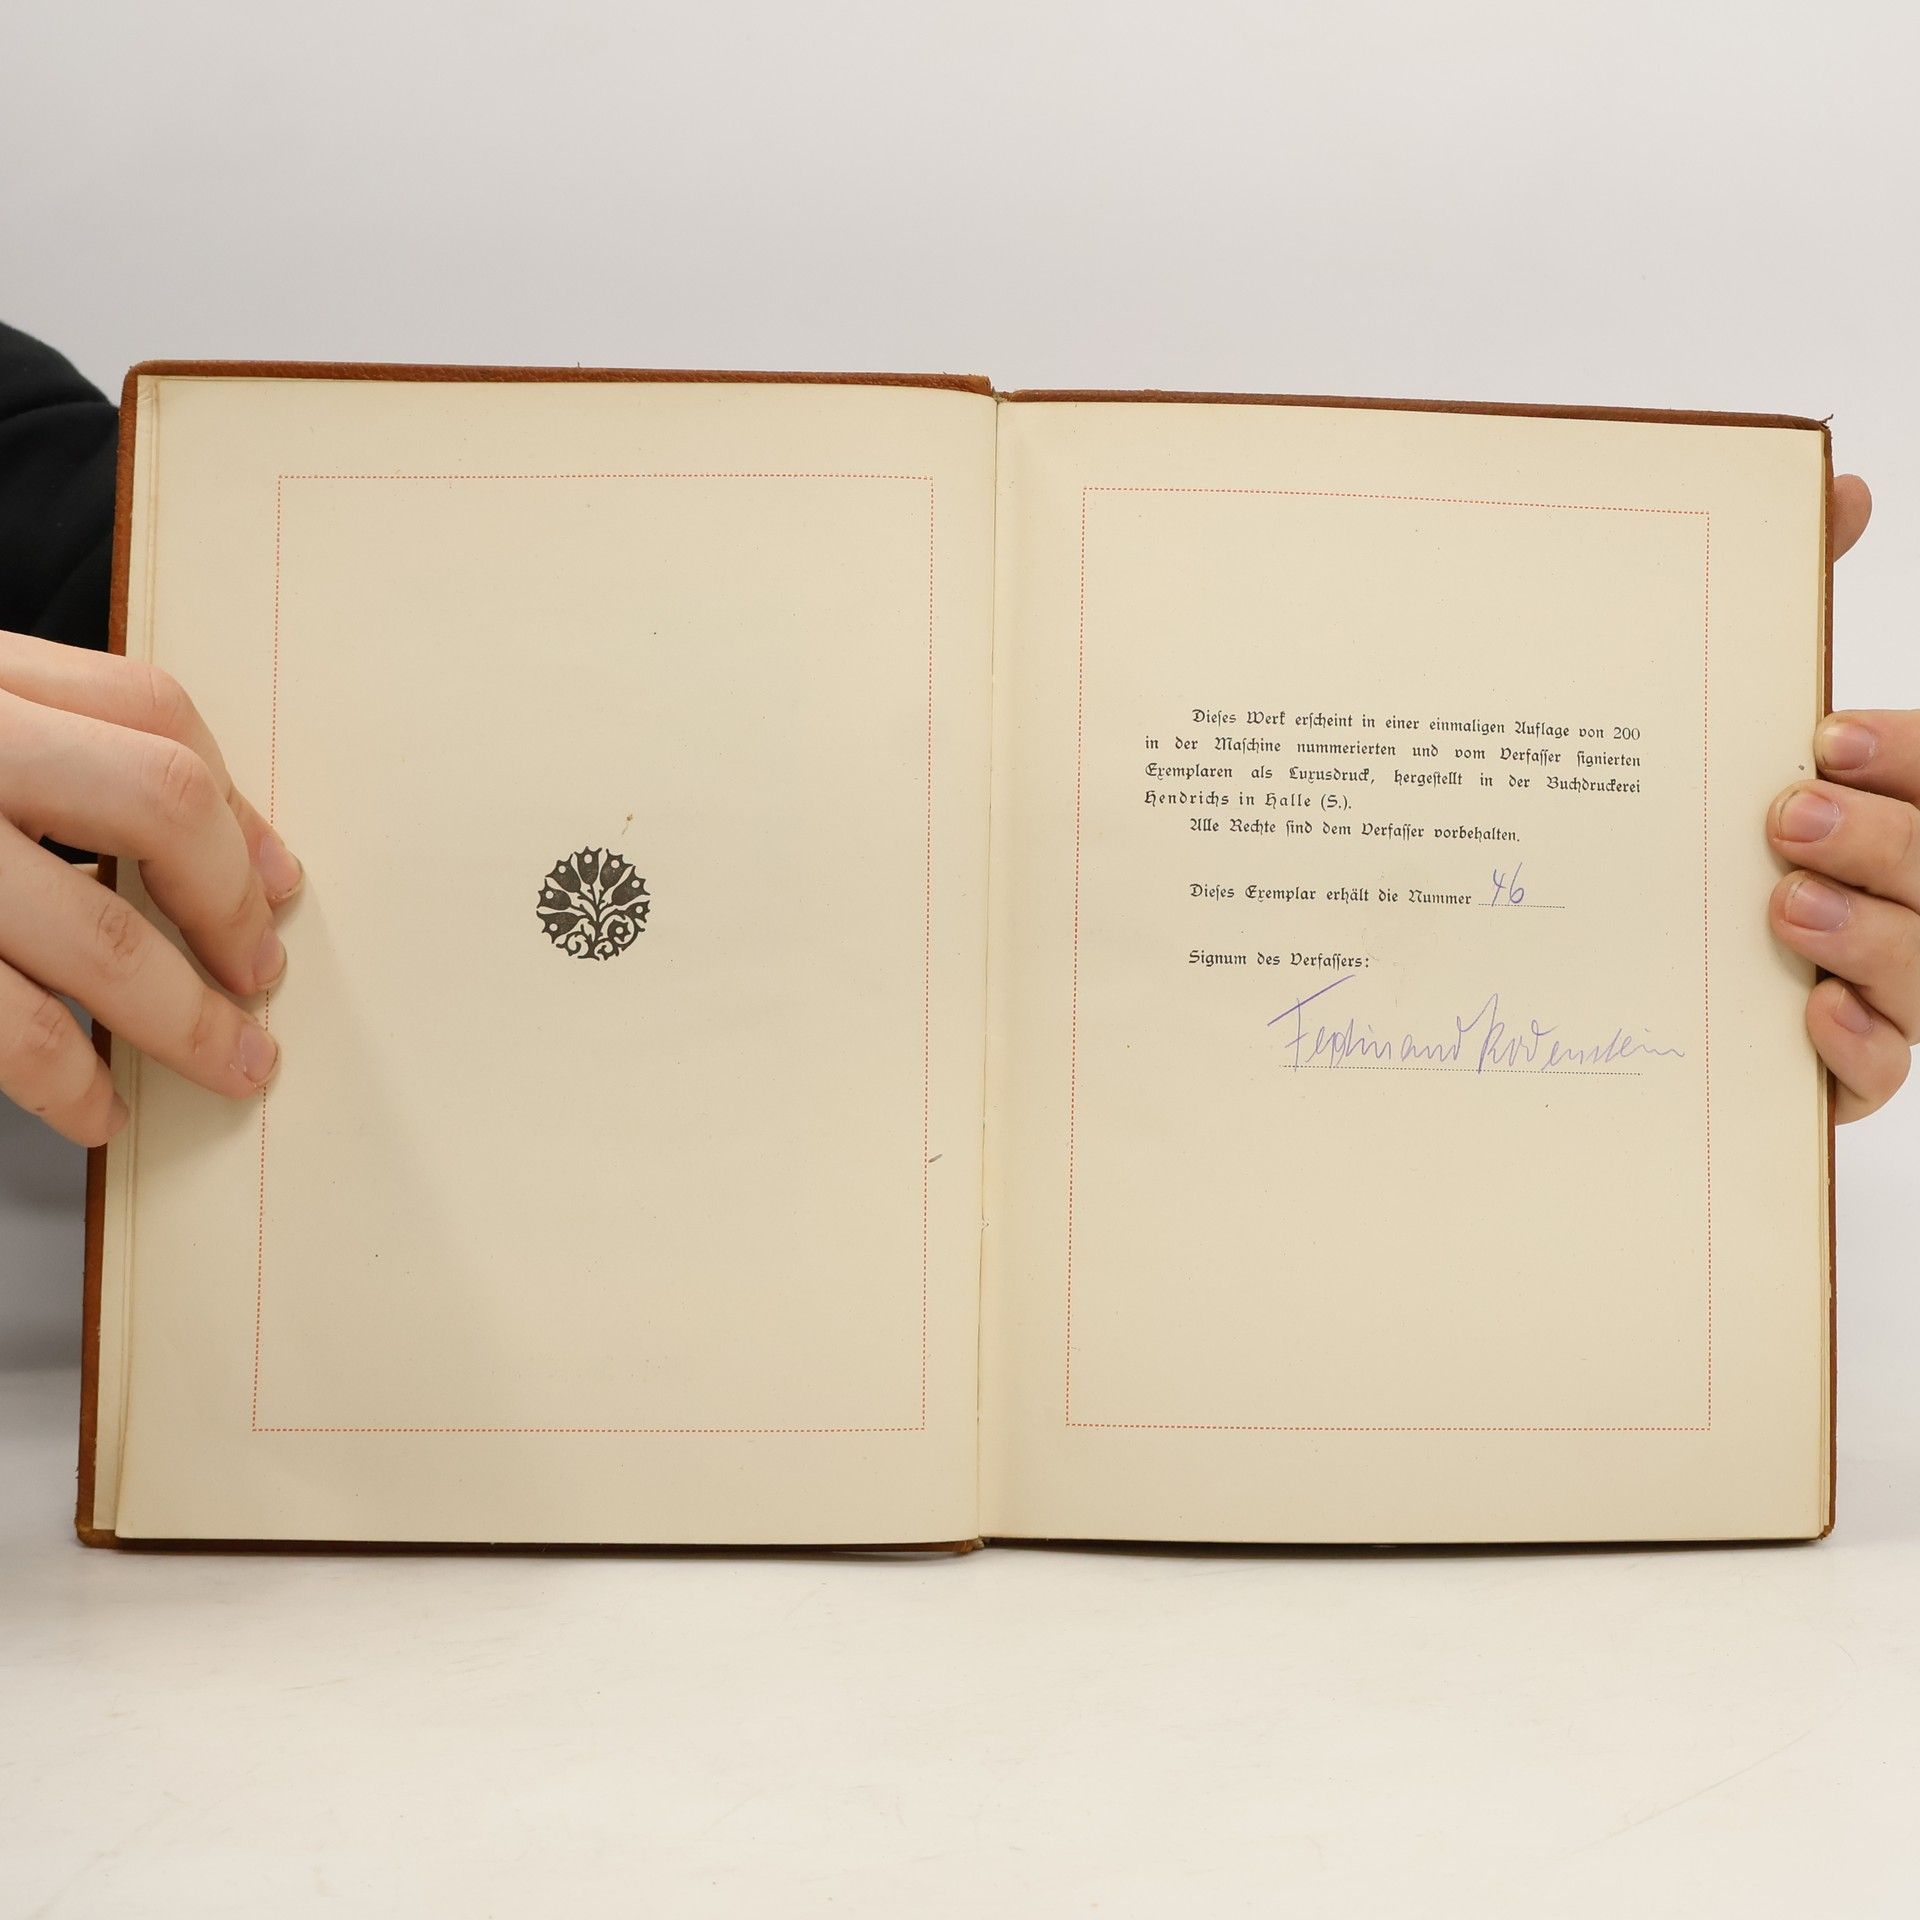 Dieses Werk erscheint in einer einmaligen Auflage von 200
in der Maschine nummerierten und vom Verfasser signierten
Exemplaren als Luxusdruck, hergestellt in der Buchdruckerei
Hendrichs in Halle (S.).
Alle Rechte sind dem Verfasser vorbehalten.
Dieses Exemplar erhält die Nummer 46
Signum des Verfassers:
Ferdinand Rodenstein